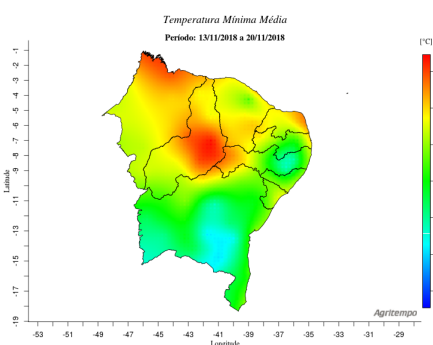 Temperatura Mínima Média
Período: 13/11/2018 a 20/11/2018
[°C]
-1
-2
-3
-4
-5
-6
-7
-8
-9
-11
-13
-15
-17
-19
Latitude
Agritempo
-53 -51 -49 -47 -45 -43 -41 -39 -37 -35 -33 -31 -29
Longitude